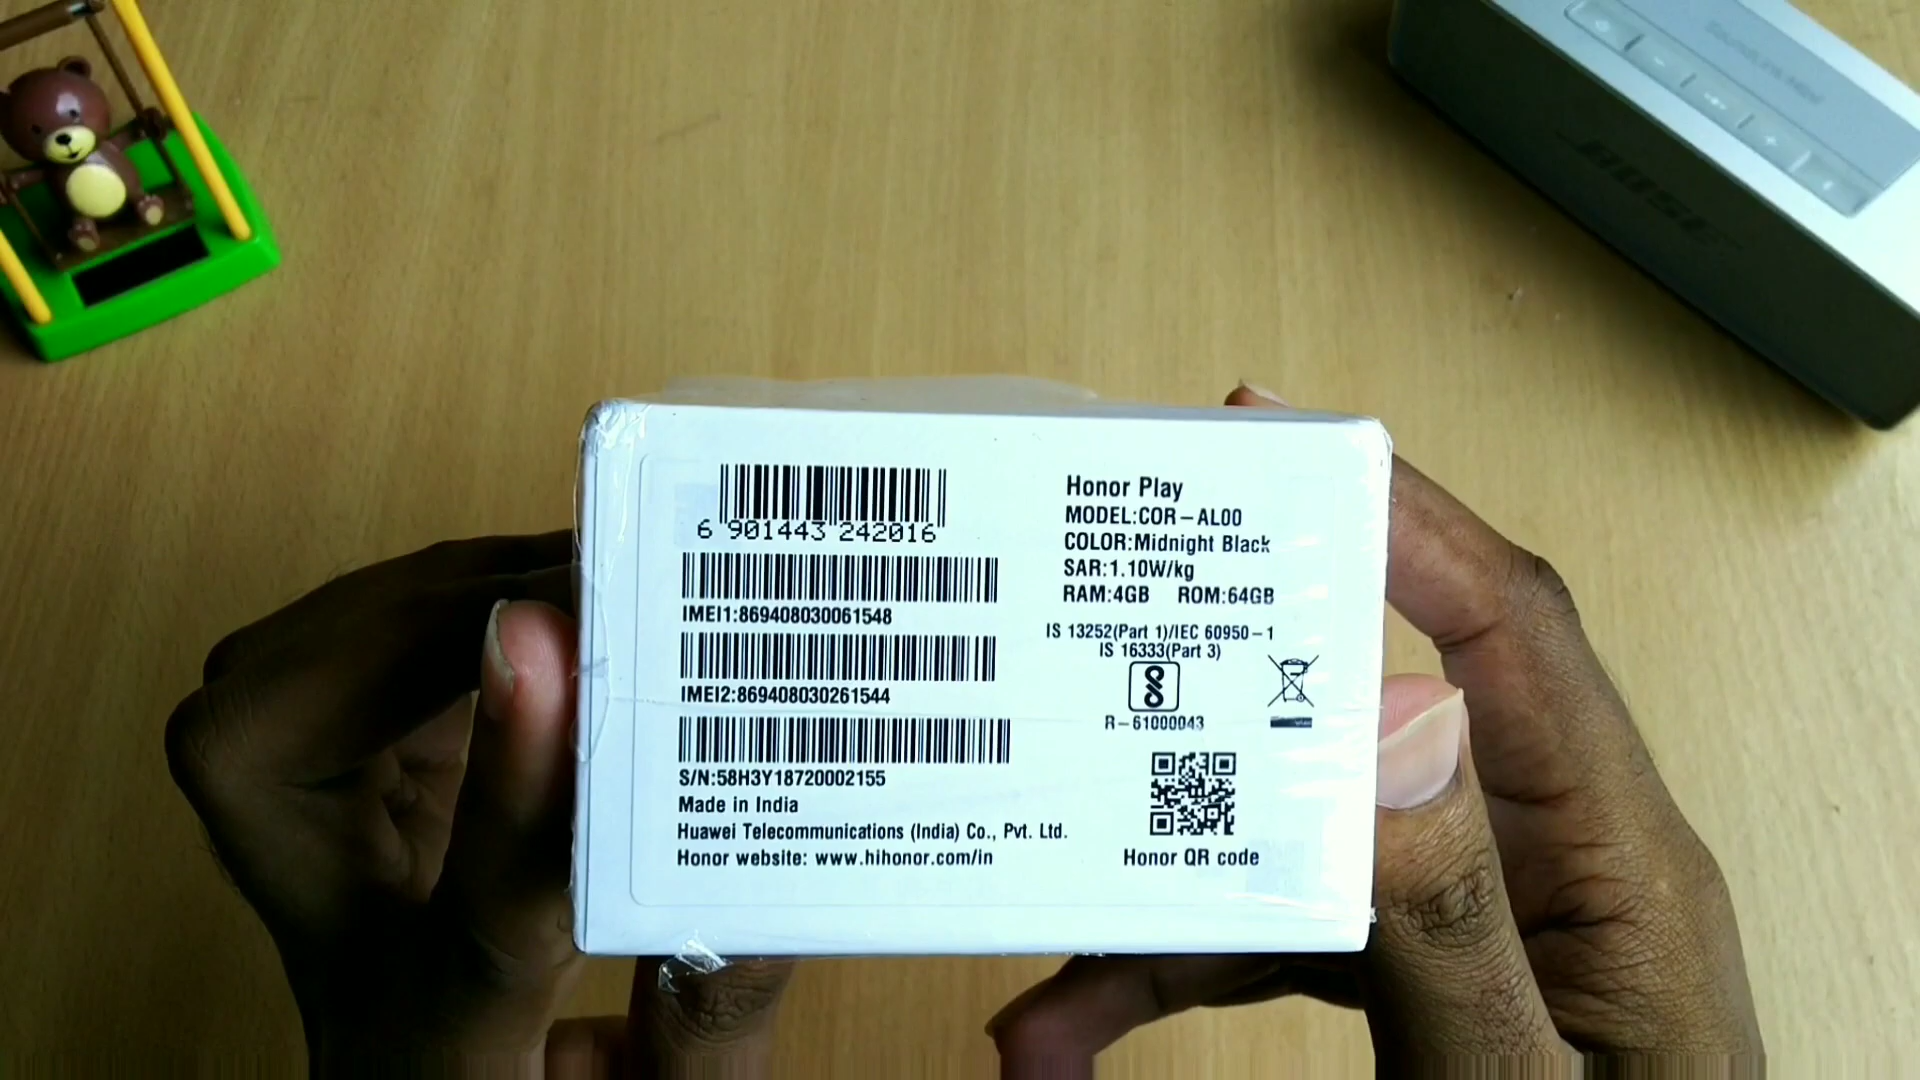 6 901443 242016
IMEI1:869408030061548
IMEI2:869408030261544
S/N:58H3Y18720002155
Made in India
Huawei Telecommunications (India) Co., Pvt. Ltd.
Honor website: www.hihonor.com/in
Honor Play
MODEL:COR-AL00
COLOR:Midnight Black
SAR:1.10W/kg
RAM:4GB ROM:64GB
IS 13252(Part 1)/IEC 60950-1
IS 16333(Part 3)
R-61000043
Honor QR code
BOSE